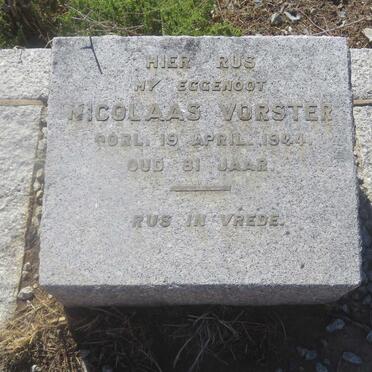 HIER RUS
MY EGGENOOT
NICOLAAS VORSTER
OORL. 19 APRIL. 1944.
OUD 81 JAAR.
RUS IN VREDE.